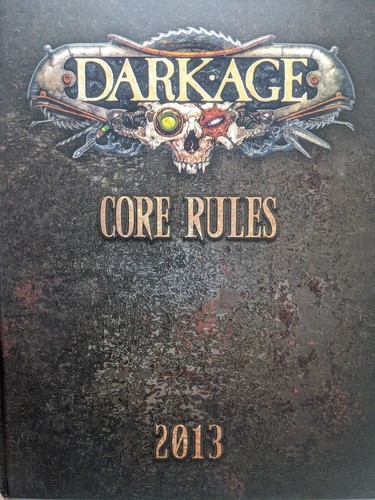 DARK·AGE
CORE RULES
2013